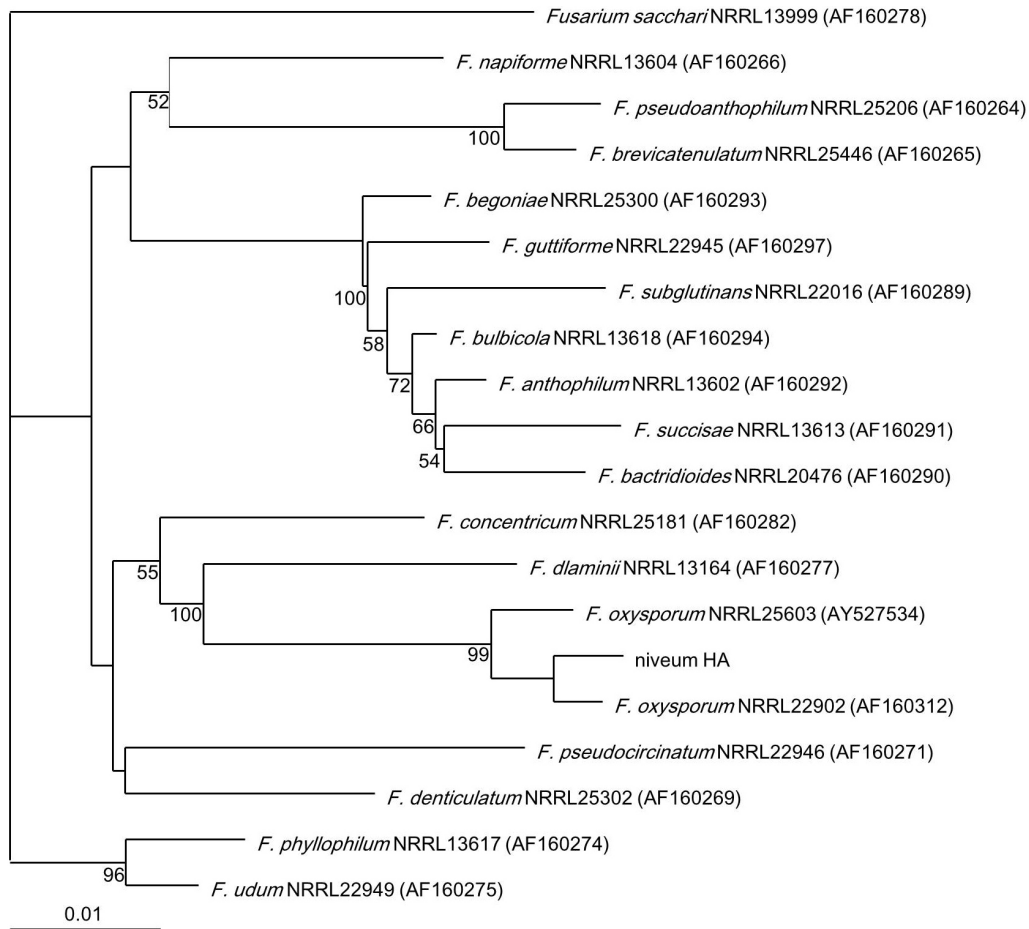 Fusarium sacchari NRRL13999 (AF160278)
F. napiforme NRRL13604 (AF160266)
52
F. pseudoanthophilum NRRL25206 (AF160264)
100
F. brevicatenulatum NRRL25446 (AF160265)
F. begoniae NRRL25300 (AF160293)
F. guttiforme NRRL22945 (AF160297)
100
F. subglutinans NRRL22016 (AF160289)
58
F. bulbicola NRRL13618 (AF160294)
72
F. anthophilum NRRL13602 (AF160292)
66
F. succisae NRRL13613 (AF160291)
54
F. bactridioides NRRL20476 (AF160290)
F. concentricum NRRL25181 (AF160282)
55
F. dlaminii NRRL13164 (AF160277)
100
F. oxysporum NRRL25603 (AY527534)
99
niveum HA
F. oxysporum NRRL22902 (AF160312)
F. pseudocircinatum NRRL22946 (AF160271)
F. denticulatum NRRL25302 (AF160269)
F. phyllophilum NRRL13617 (AF160274)
96
F. udum NRRL22949 (AF160275)
0.01